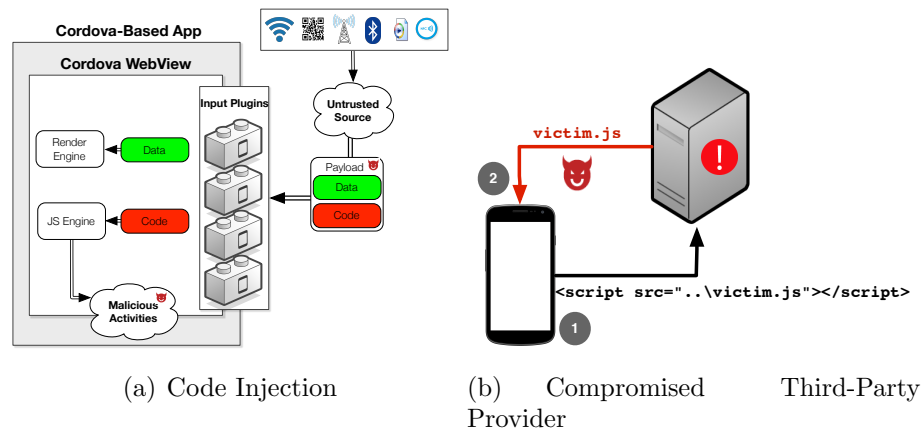 Cordova-Based App
Cordova WebView
Input Plugins
Untrusted
Source
Render
Engine
Data
Payload
Data
Code
JS Engine
Code
Malicious
Activities
victim.js
!
2
<script src="..\victim.js"></script>
1
(a) Code Injection
(b) Compromised Third-Party
Provider